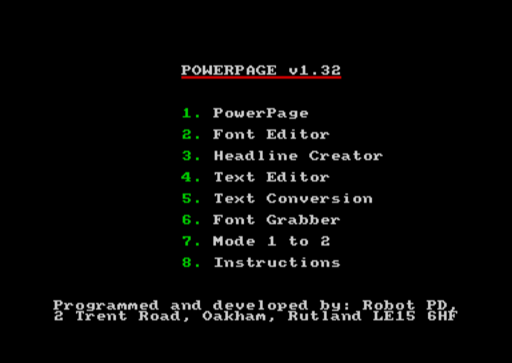 POWERPAGE v1.32
1. PowerPage
2. Font Editor
3. Headline Creator
4. Text Editor
5. Text Conversion
6. Font Grabber
7. Mode 1 to 2
8. Instructions
Programmed and developed by: Robot PD,
2 Trent Road, Oakham, Rutland LE15 6HF